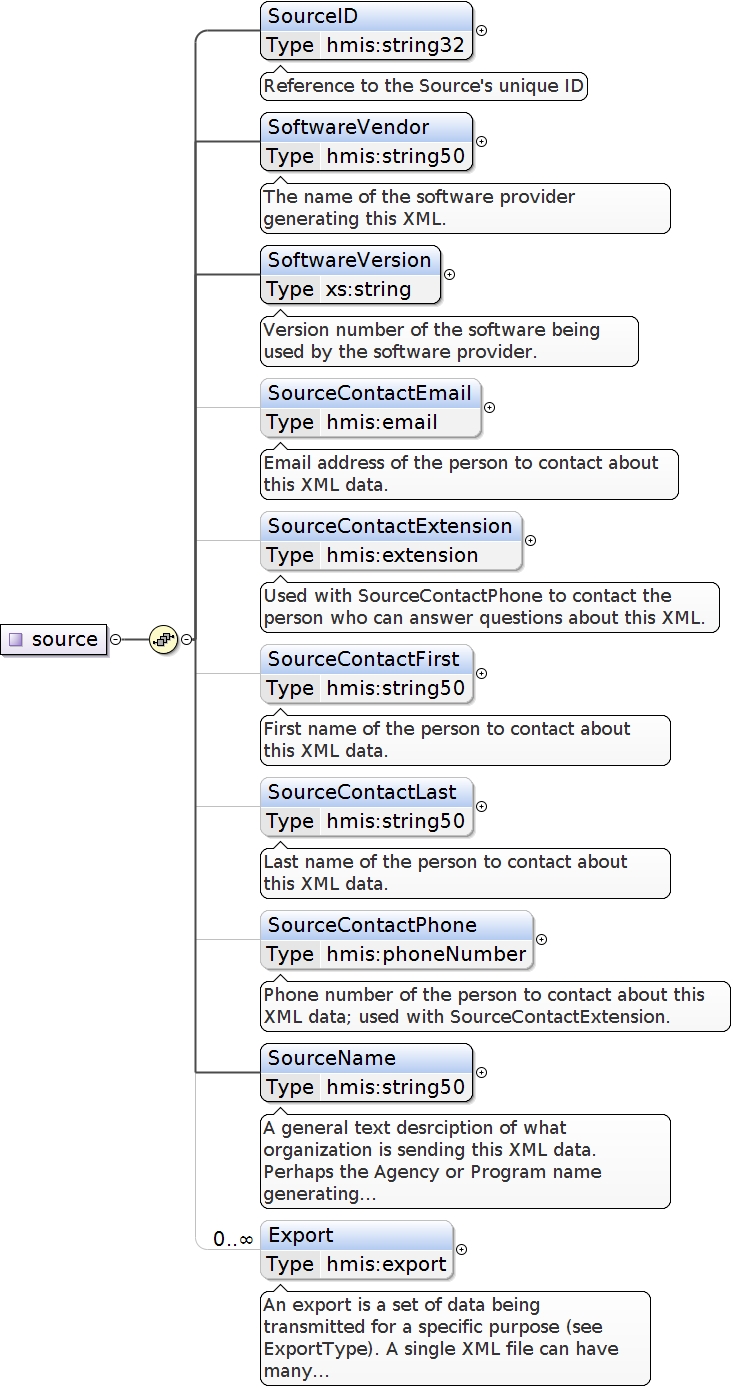 SourceID
Type hmis:string32
Reference to the Source's unique ID
SoftwareVendor
Type hmis:string50
The name of the software provider
generating this XML.
SoftwareVersion
Type xs:string
Version number of the software being
used by the software provider.
SourceContactEmail
Type hmis:email
Email address of the person to contact about
this XML data.
SourceContactExtension
Type hmis:extension
Used with SourceContactPhone to contact the
person who can answer questions about this XML.
source
SourceContactFirst
Type hmis:string50
First name of the person to contact about
this XML data.
SourceContactLast
Type hmis:string50
Last name of the person to contact about
this XML data.
SourceContactPhone
Type hmis:phoneNumber
Phone number of the person to contact about this
XML data; used with SourceContactExtension.
SourceName
Type hmis:string50
A general text desrciption of what
organization is sending this XML data.
Perhaps the Agency or Program name
generating...
0..∞
Export
Type hmis:export
An export is a set of data being
transmitted for a specific purpose (see
ExportType). A single XML file can have
many...